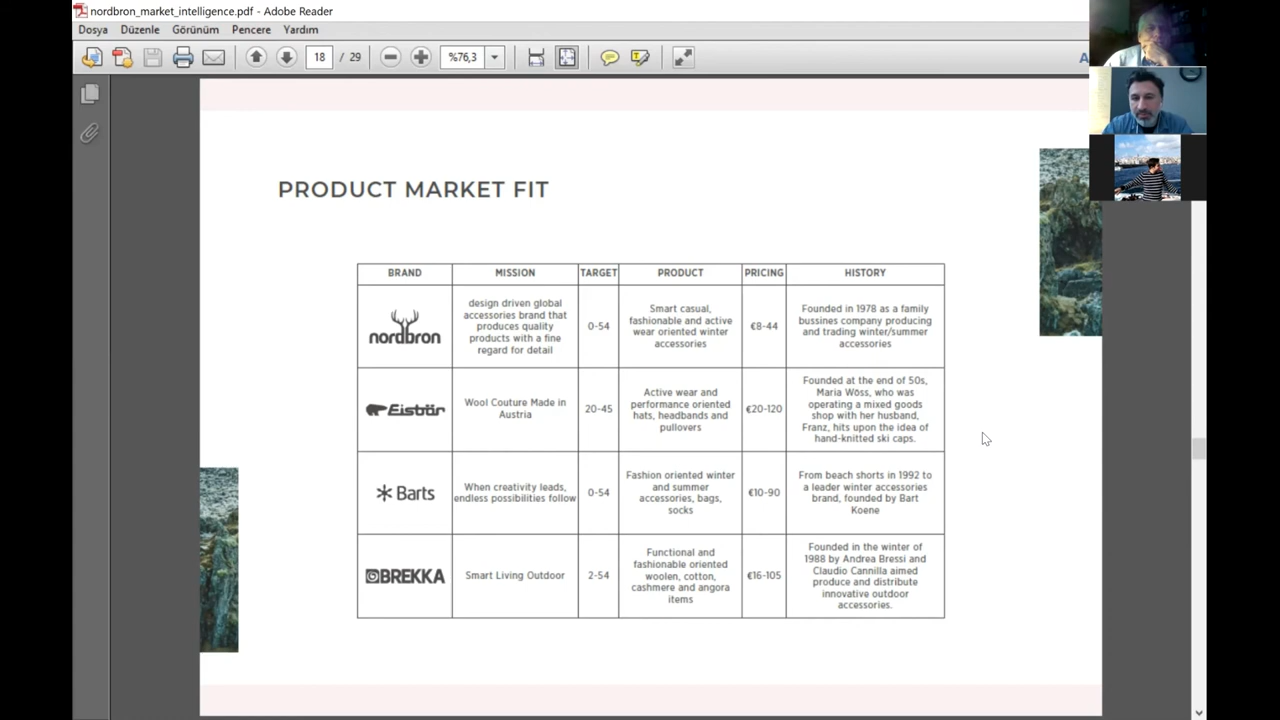 nordbron_market_intelligence.pdf - Adobe Reader
Dosya Düzenle Görünüm Pencere Yardım
18 / 29 %76,3
PRODUCT MARKET FIT
BRAND MISSION TARGET PRODUCT PRICING HISTORY
nordbron
design driven global
accessories brand that
produces quality
products with a fine
regard for detail
0-54
Smart casual,
fashionable and active
wear oriented winter
accessories
€8-44
Founded in 1978 as a family
bussines company producing
and trading winter/summer
accessories
Eisbär
Wool Couture Made in
Austria
20-45
Active wear and
performance oriented
hats, headbands and
pullovers
€20-120
Founded at the end of 50s,
Maria Wöss, who was
operating a mixed goods
shop with her husband,
Franz, hits upon the idea of
hand-knitted ski caps.
Barts
When creativity leads,
endless possibilities follow
0-54
Fashion oriented winter
and summer
accessories, bags,
socks
€10-90
From beach shorts in 1992 to
a leader winter accessories
brand, founded by Bart
Koene
BREKKA
Smart Living Outdoor
2-54
Functional and
fashionable oriented
woolen, cotton,
cashmere and angora
items
€16-105
Founded in the winter of
1988 by Andrea Bressi and
Claudio Cannilla aimed
produce and distribute
innovative outdoor
accessories.